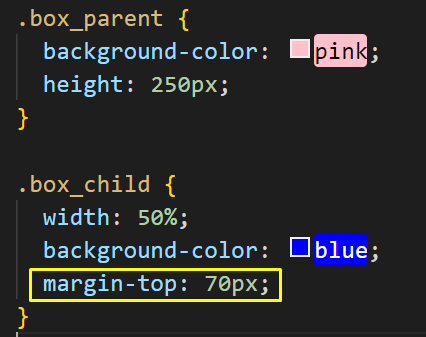 .box_parent {
background-color: pink;
height: 250px;
}
.box_child {
width: 50%;
background-color: blue;
margin-top: 70px;
}